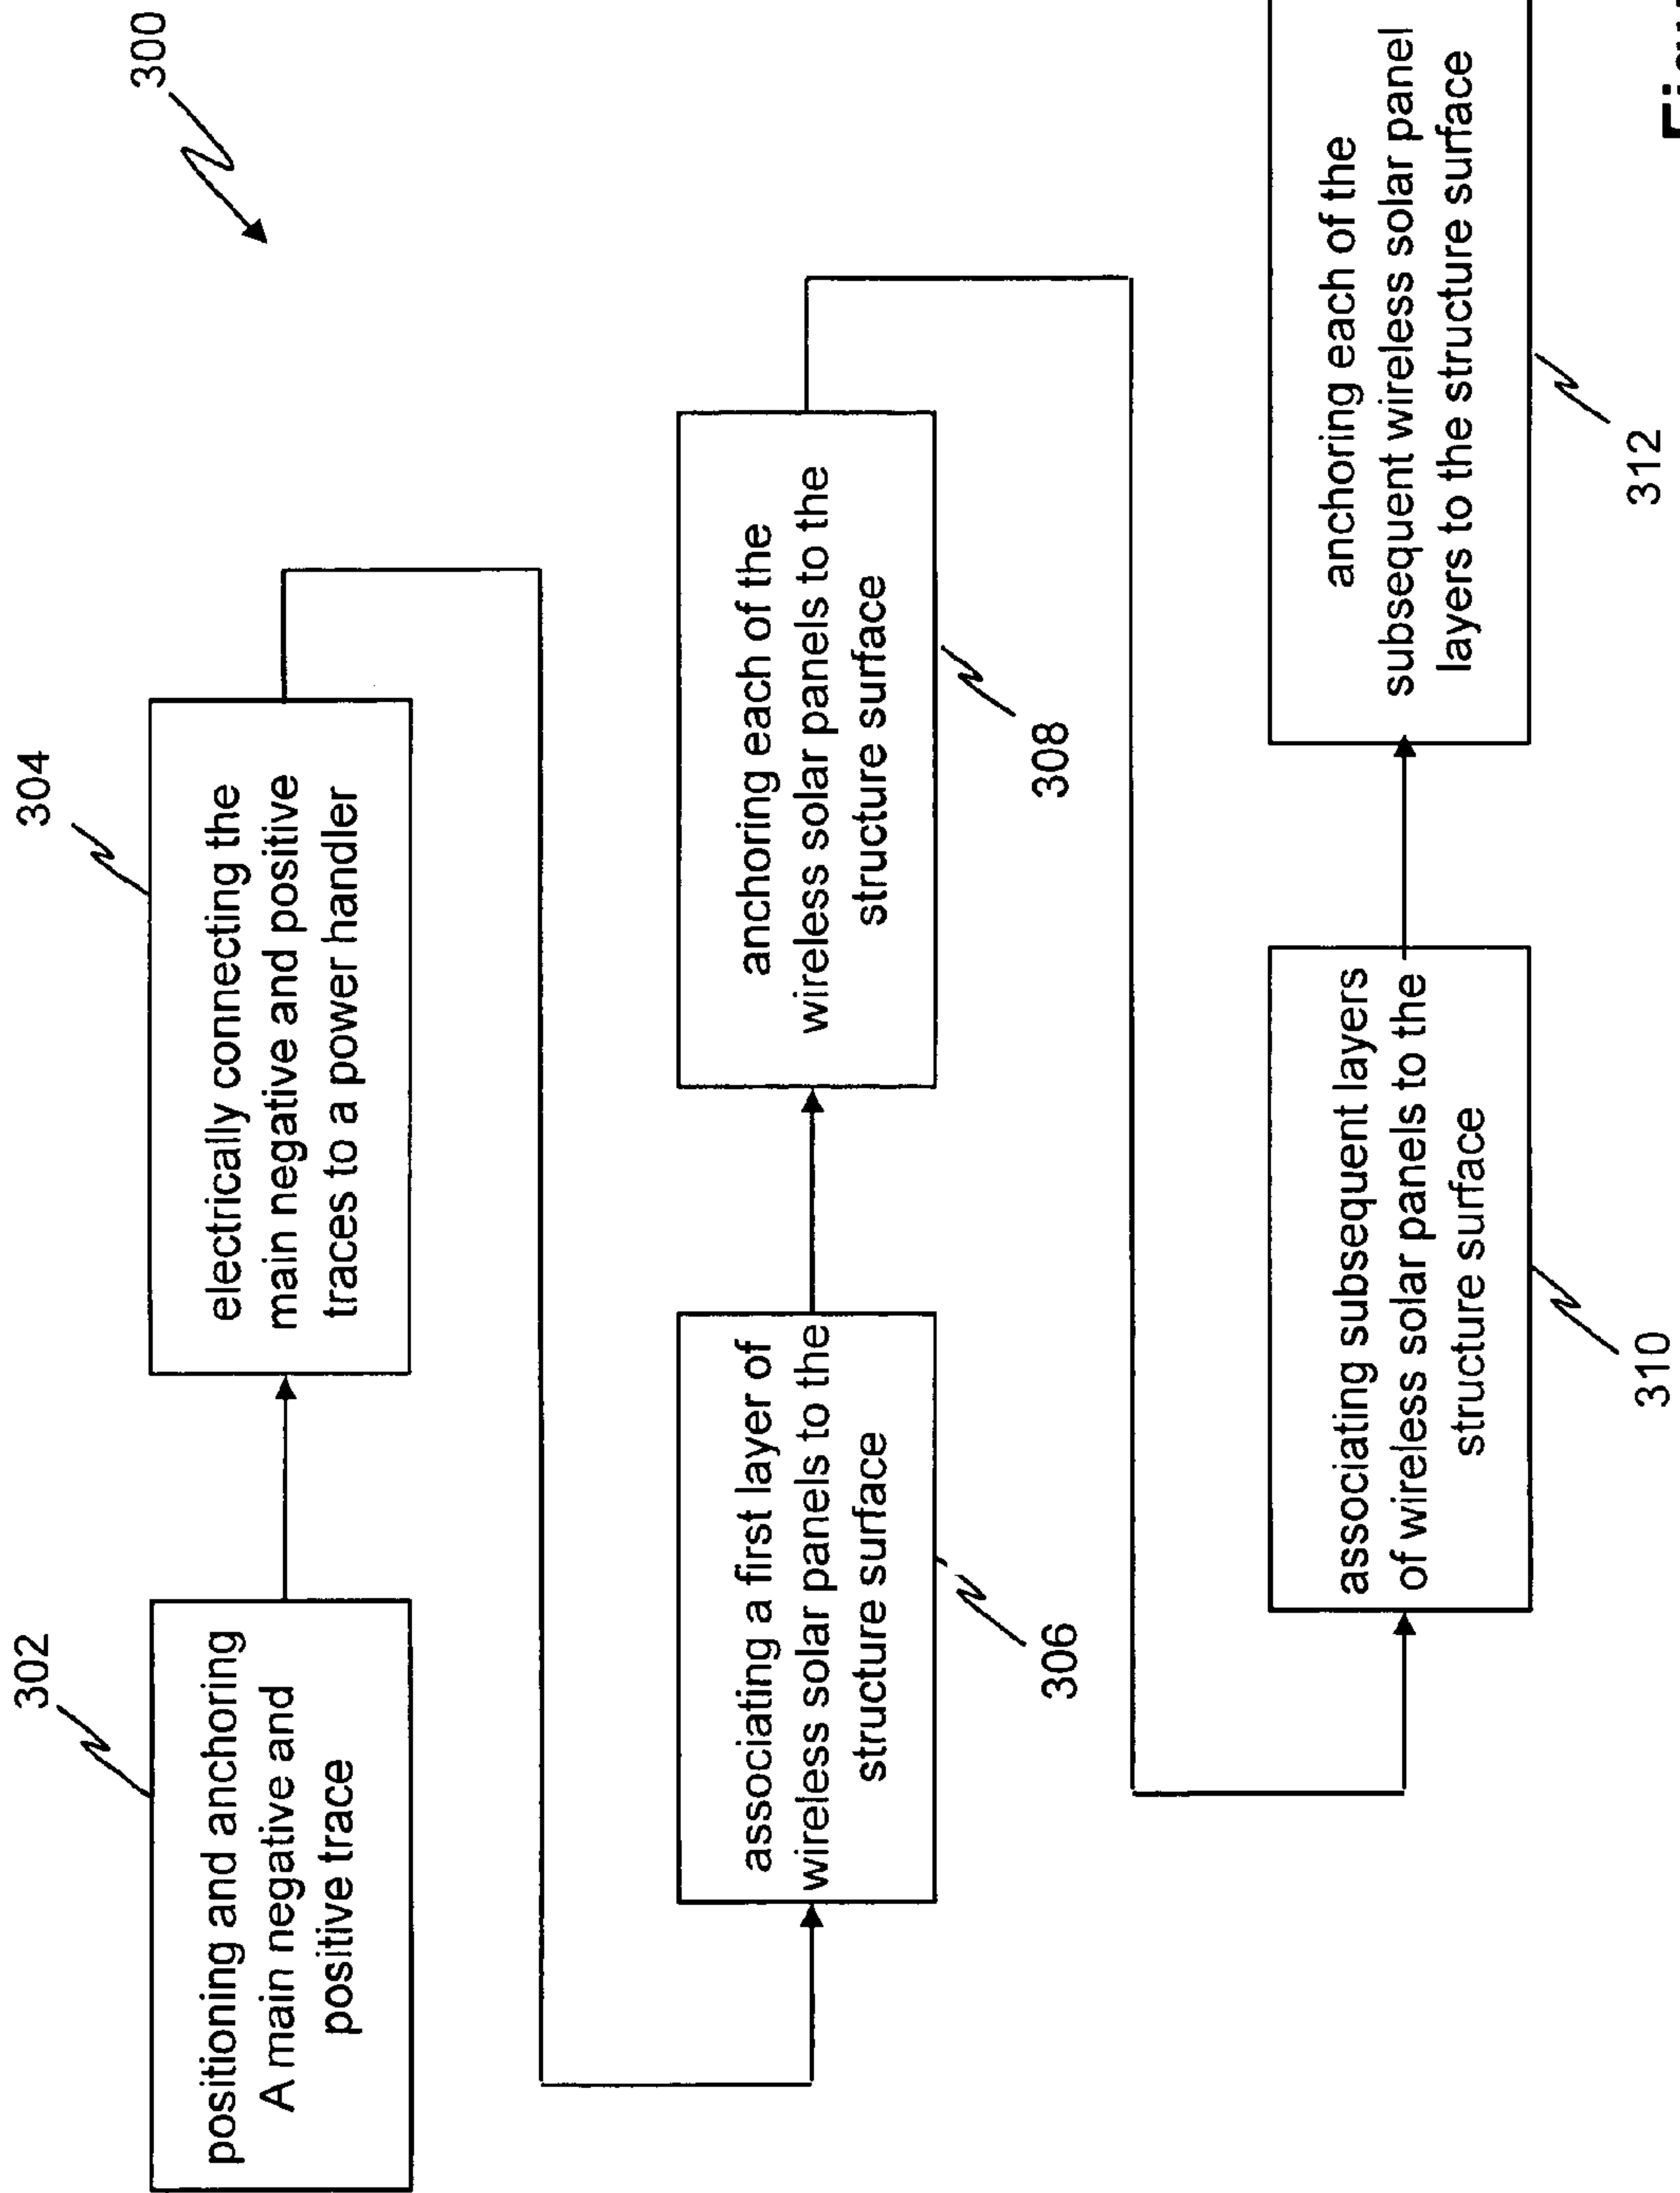 300
302
positioning and anchoring
A main negative and
positive trace
304
electrically connecting the
main negative and positive
traces to a power handler
associating a first layer of
wireless solar panels to the
structure surface
306
anchoring each of the
wireless solar panels to the
structure surface
308
associating subsequent layers
of wireless solar panels to the
structure surface
310
anchoring each of the
subsequent wireless solar panel
layers to the structure surface
312